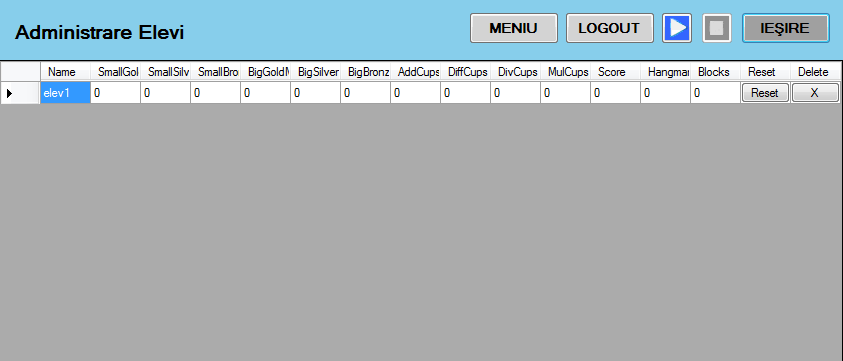 Administrare Elevi MENIU LOGOUT IEȘIRE
Name SmallGol SmallSilv SmallBro BigGoldM BigSilver BigBronz AddCups DiffCups DivCups MulCups Score Hangmar Blocks Reset Delete
elev1 0 0 0 0 0 0 0 0 0 0 0 0 0 Reset X